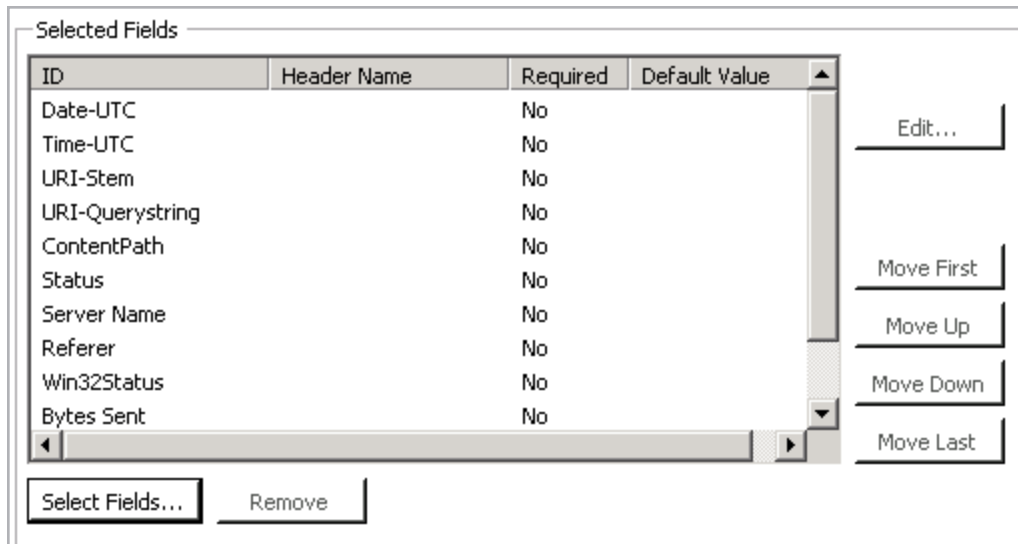 Selected Fields
ID Header Name Required Default Value
Date-UTC No
Time-UTC No
URI-Stem No
URI-Querystring No
ContentPath No
Status No
Server Name No
Referer No
Win32Status No
Bytes Sent No
Edit...
Move First
Move Up
Move Down
Move Last
Select Fields... Remove